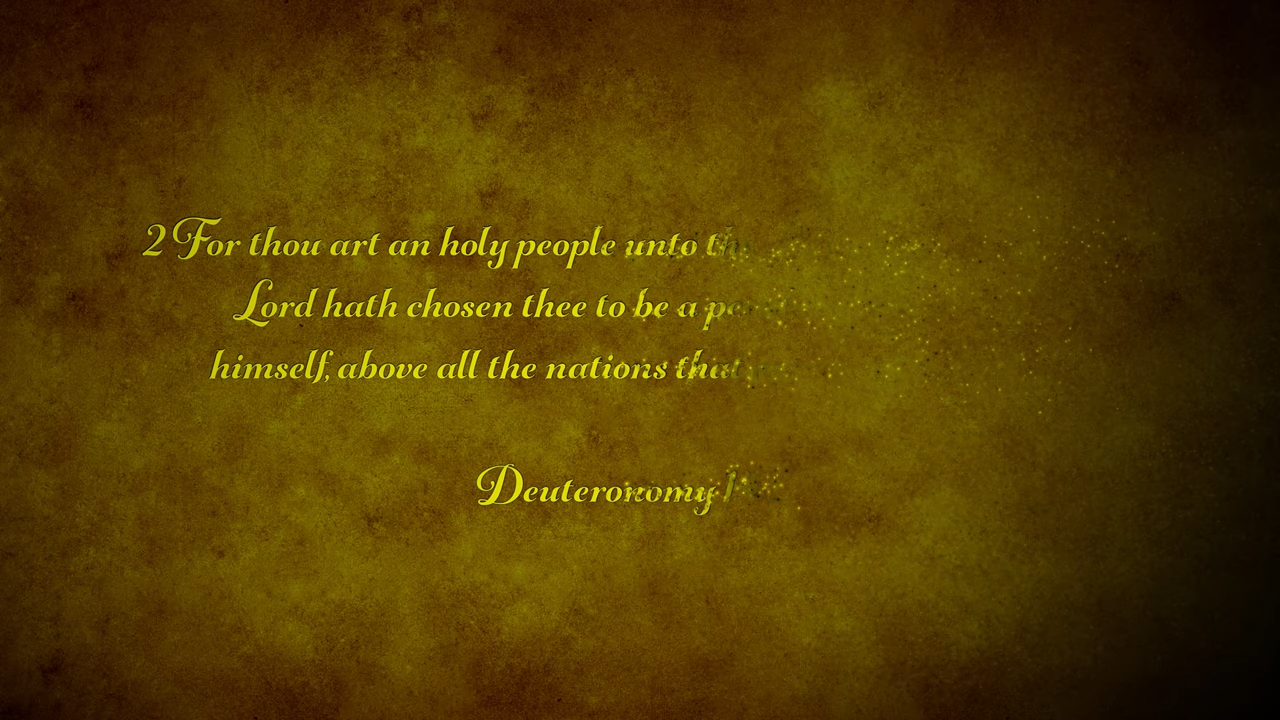 2 For thou art an holy people unto
Lord hath chosen thee to be a
himself, above all the nations that
Deuteronomy